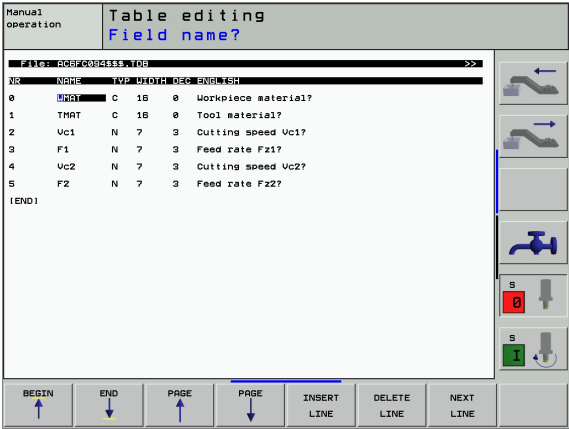 Manual
operation
Table editing
Field name?
File: AC6FC094$$$.TDB >>
NR NAME TYP WIDTH DEC ENGLISH
0 WMAT C 16 0 Workpiece material?
1 TMAT C 16 0 Tool material?
2 Vc1 N 7 3 Cutting speed Vc1?
3 F1 N 7 3 Feed rate Fz1?
4 Vc2 N 7 3 Cutting speed Vc2?
5 F2 N 7 3 Feed rate Fz2?
[END]
S
0
S
I
BEGIN END PAGE PAGE INSERT DELETE NEXT
LINE LINE LINE